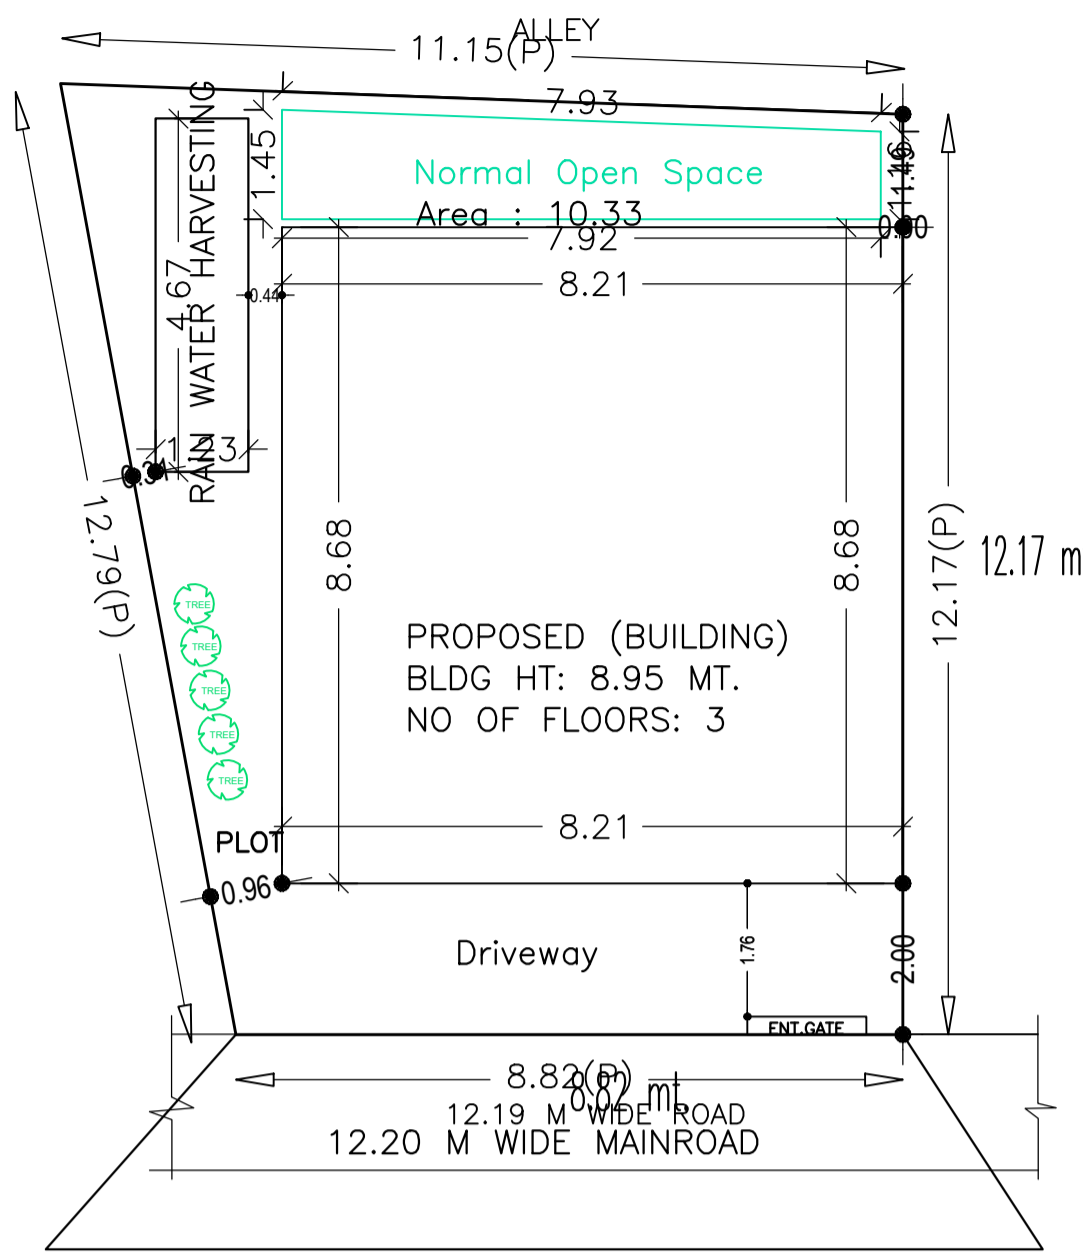 ALLEY
11.15(P)
7.93
1.45
Normal Open Space
Area : 10.33
7.92
8.21
0.44
RAIN WATER HARVESTING
4.67
1.23
12.79(P)
8.68
8.68
12.17(P)
12.17 m
TREE
TREE
TREE
TREE
TREE
PROPOSED (BUILDING)
BLDG HT: 8.95 MT.
NO OF FLOORS: 3
8.21
PLOT
0.96
Driveway
1.76
2.00
ENT.GATE
8.82(P)
12.19 M WIDE ROAD
12.20 M WIDE MAINROAD